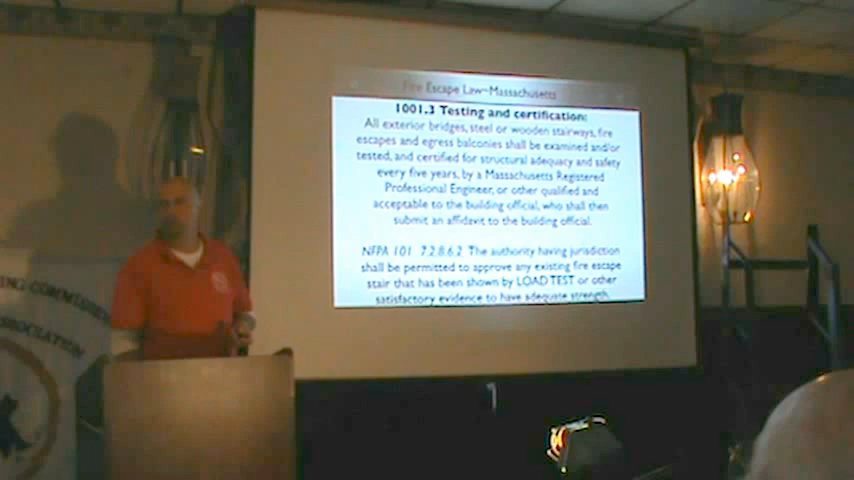 Fire Escape Law~Massachusetts
1001.3 Testing and certification:
All exterior bridges, steel or wooden stairways, fire
escapes and egress balconies shall be examined and/or
tested, and certified for structural adequacy and safety
every five years, by a Massachusetts Registered
Professional Engineer, or other qualified and
acceptable to the building official, who shall then
submit an affidavit to the building official.
NFPA 101 7.2.8.6.2 The authority having jurisdiction
shall be permitted to approve any existing fire escape
stair that has been shown by LOAD TEST or other
satisfactory evidence to have adequate strength.
ASSOCIATION